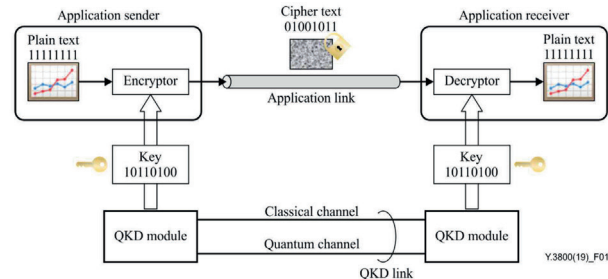 Application sender
Cipher text
01001011
Application receiver
Plain text
11111111
Encryptor
Application link
Decryptor
Plain text
11111111
Key
10110100
Key
10110100
QKD module
Classical channel
Quantum channel
QKD link
QKD module
Y.3800(19)_F01